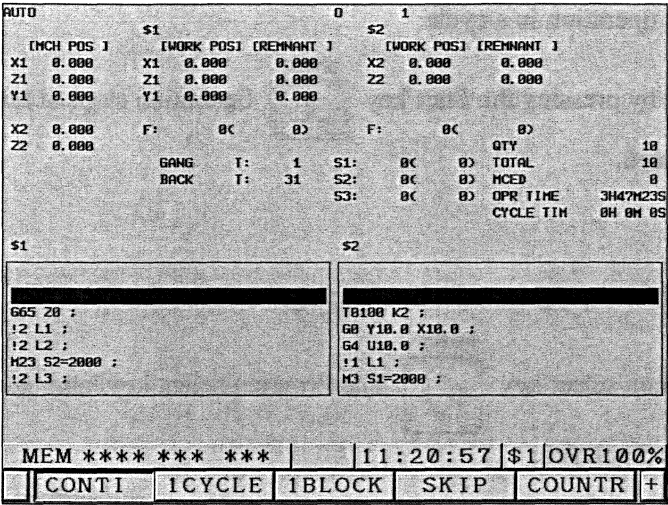 AUTO 0 1
$1 $2
[MCH POS ] [WORK POS] [REMNANT ] [WORK POS] [REMNANT ]
X1 0.000 X1 0.000 0.000 X2 0.000 0.000
Z1 0.000 Z1 0.000 0.000 Z2 0.000 0.000
Y1 0.000 Y1 0.000 0.000
X2 0.000 F: 0( 0) F: 0( 0)
Z2 0.000 QTY 10
GANG T: 1 S1: 0( 0) TOTAL 10
BACK T: 31 S2: 0( 0) MCED 0
S3: 0( 0) OPR TIME 3H47M23S
CYCLE TIM 0H 0M 0S
$1 $2
G65 20 ; T0100 K2 ;
!2 L1 ; G0 Y10.0 X10.0 ;
!2 L2 ; G4 U10.0 ;
M23 S2=2000 ; !1 L1 ;
!2 L3 ; M3 S1=2000 ;
MEM **** *** *** 11:20:57 $1 OVR100%
CONTI 1CYCLE 1BLOCK SKIP COUNTR +